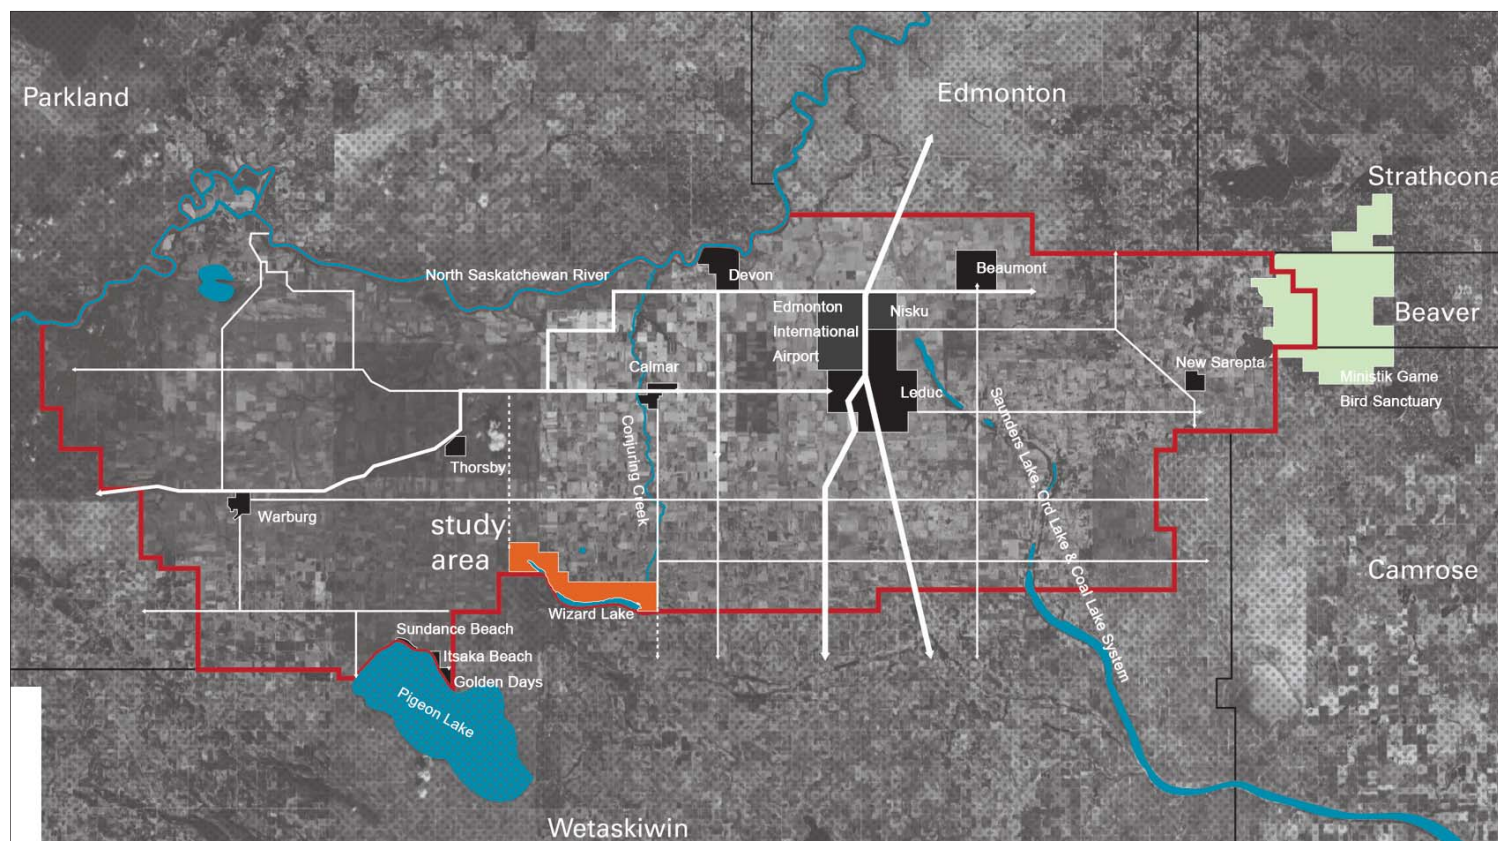 Parkland
Edmonton
Strathcona
North Saskatchewan River
Devon
Beaumont
Edmonton
International
Airport
Nisku
Beaver
Calmar
New Sarepta
Ministik Game
Bird Sanctuary
Leduc
Thorsby
Conjuring Creek
Saunders Lake, Ord Lake & Coal Lake System
Warburg
study
area
Camrose
Wizard Lake
Sundance Beach
Itsaka Beach
Golden Days
Pigeon Lake
Wetaskiwin